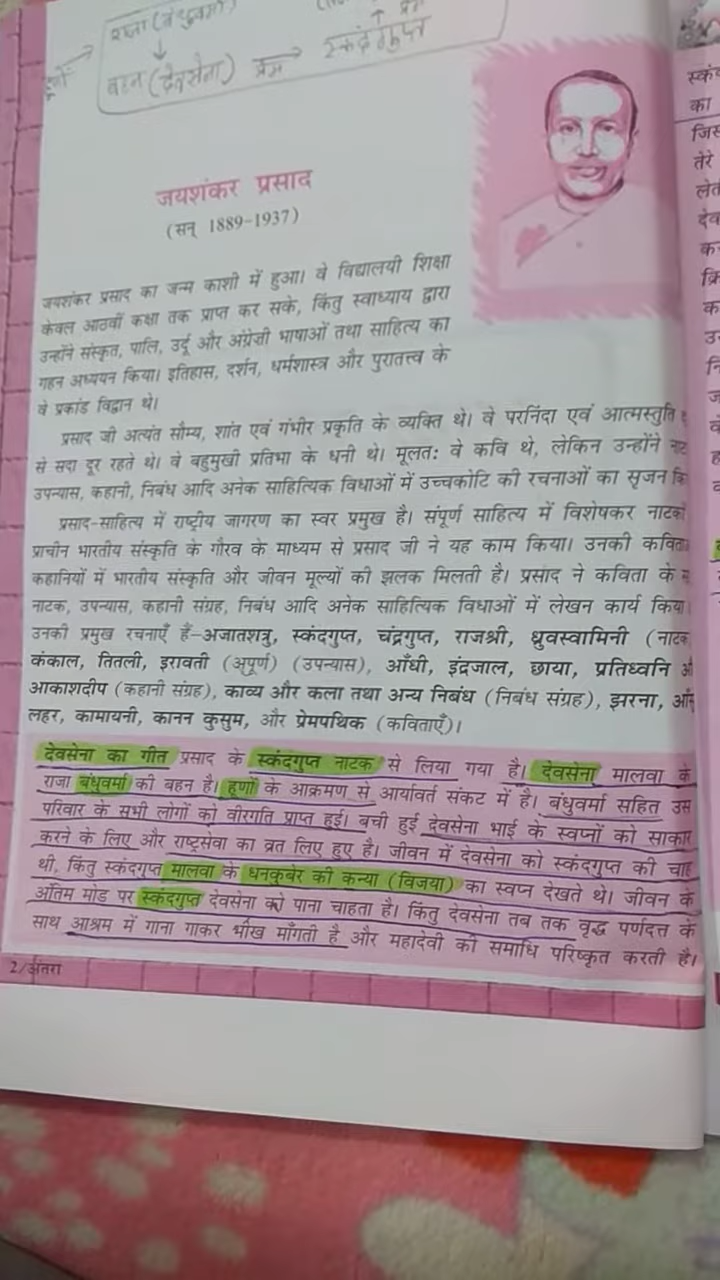 राजा (बंधुवर्मा)
हूणों
बहन (देवसेना) प्रेम स्कंदगुप्त
जयशंकर प्रसाद
(सन् 1889-1937)
जयशंकर प्रसाद का जन्म काशी में हुआ। वे विद्यालयी शिक्षा
केवल आठवीं कक्षा तक प्राप्त कर सके, किंतु स्वाध्याय द्वारा
उन्होंने संस्कृत, पालि, उर्दू और अंग्रेज़ी भाषाओं तथा साहित्य का
गहन अध्ययन किया। इतिहास, दर्शन, धर्मशास्त्र और पुरातत्त्व के
वे प्रकांड विद्वान थे।
प्रसाद जी अत्यंत सौम्य, शांत एवं गंभीर प्रकृति के व्यक्ति थे। वे परनिंदा एवं आत्मस्तुति
से सदा दूर रहते थे। वे बहुमुखी प्रतिभा के धनी थे। मूलतः वे कवि थे, लेकिन उन्होंने
उपन्यास, कहानी, निबंध आदि अनेक साहित्यिक विधाओं में उच्चकोटि की रचनाओं का सृजन
प्रसाद-साहित्य में राष्ट्रीय जागरण का स्वर प्रमुख है। संपूर्ण साहित्य में विशेषकर
प्राचीन भारतीय संस्कृति के गौरव के माध्यम से प्रसाद जी ने यह काम किया। उनकी
कहानियों में भारतीय संस्कृति और जीवन मूल्यों की झलक मिलती है। प्रसाद ने कविता के
नाटक, उपन्यास, कहानी संग्रह, निबंध आदि अनेक साहित्यिक विधाओं में लेखन कार्य किया।
उनकी प्रमुख रचनाएँ हैं-अजातशत्रु, स्कंदगुप्त, चंद्रगुप्त, राजश्री, ध्रुवस्वामिनी (नाटक
कंकाल, तितली, इरावती (अपूर्ण) (उपन्यास), आँधी, इंद्रजाल, छाया, प्रतिध्वनि
आकाशदीप (कहानी संग्रह), काव्य और कला तथा अन्य निबंध (निबंध संग्रह), झरना,
लहर, कामायनी, कानन कुसुम, और प्रेमपथिक (कविताएँ)।
देवसेना का गीत प्रसाद के स्कंदगुप्त नाटक से लिया गया है। देवसेना मालवा के
राजा बंधुवर्मा की बहन है। हूणों के आक्रमण से आर्यावर्त संकट में है। बंधुवर्मा सहित उस
परिवार के सभी लोगों को वीरगति प्राप्त हुई। बची हुई देवसेना भाई के स्वप्नों को साकार
करने के लिए और राष्ट्रसेवा का व्रत लिए हुए है। जीवन में देवसेना को स्कंदगुप्त की चाह
थी, किंतु स्कंदगुप्त मालवा के धनकुबेर की कन्या (विजया) का स्वप्न देखते थे। जीवन के
अंतिम मोड़ पर स्कंदगुप्त देवसेना को पाना चाहता है। किंतु देवसेना तब तक वृद्ध पर्णदत्त के
साथ आश्रम में गाना गाकर भीख माँगती है और महादेवी की समाधि परिष्कृत करती है।
2/अंतरा
स्कंद
का
जिस
तेरे